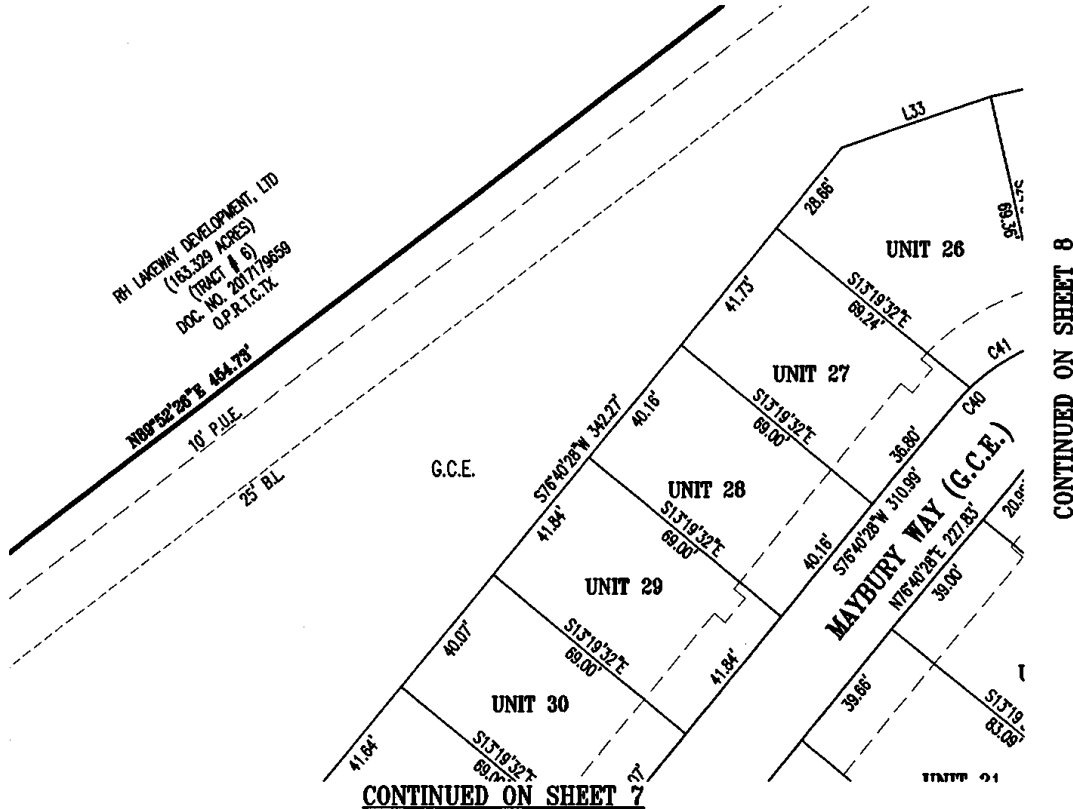 L33
28.66'
69.36'
UNIT 26
CONTINUED ON SHEET 8
RH LAKEWAY DEVELOPMENT, LTD
(163.329 ACRES)
(TRACT # 6)
DOC. NO. 2017179659
O.P.R.T.C.TX.
N89°52'26"E 454.73'
10' P.U.E.
25' B.L.
G.C.E.
S76°40'28"W 342.27'
41.73'
S13°19'32"E
69.24'
UNIT 27
C41
C40
40.16'
S13°19'32"E
69.00'
36.80'
UNIT 28
41.84'
S13°19'32"E
69.00'
40.16'
S76°40'28"W 310.99'
MAYBURY WAY (G.C.E.)
N76°40'28"E 227.83'
39.00'
UNIT 29
40.07'
S13°19'32"E
69.00'
41.84'
39.66'
UNIT 30
41.64'
S13°19'32"E
83.09'
CONTINUED ON SHEET 7